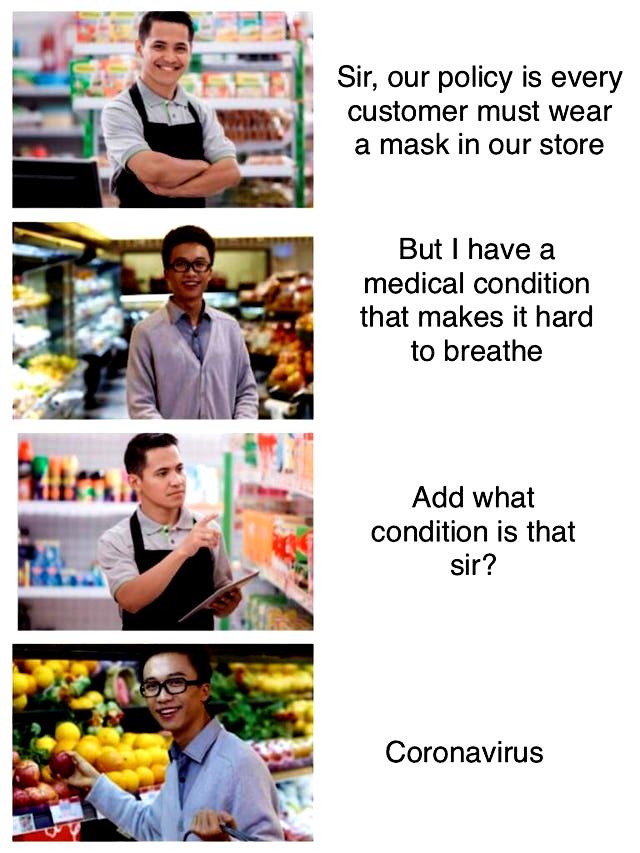 Sir, our policy is every
customer must wear
a mask in our store
But I have a
medical condition
that makes it hard
to breathe
Add what
condition is that
sir?
Coronavirus